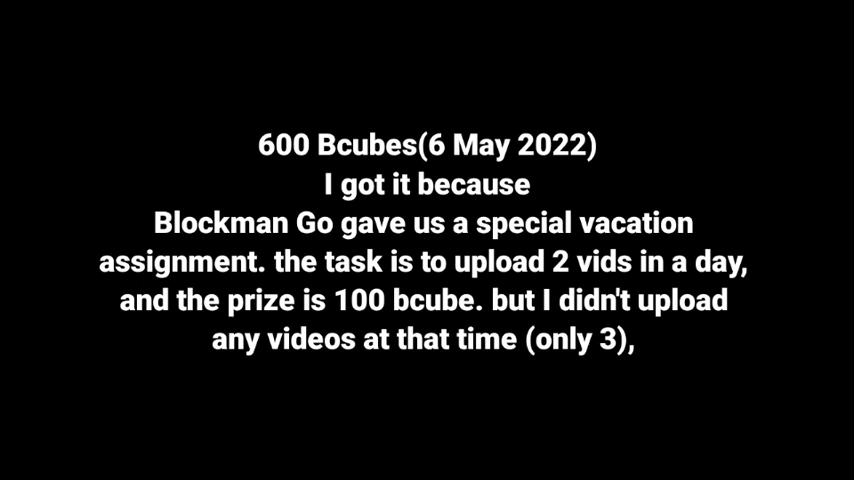 600 Bcubes(6 May 2022)
I got it because
Blockman Go gave us a special vacation
assignment. the task is to upload 2 vids in a day,
and the prize is 100 bcube. but I didn't upload
any videos at that time (only 3),